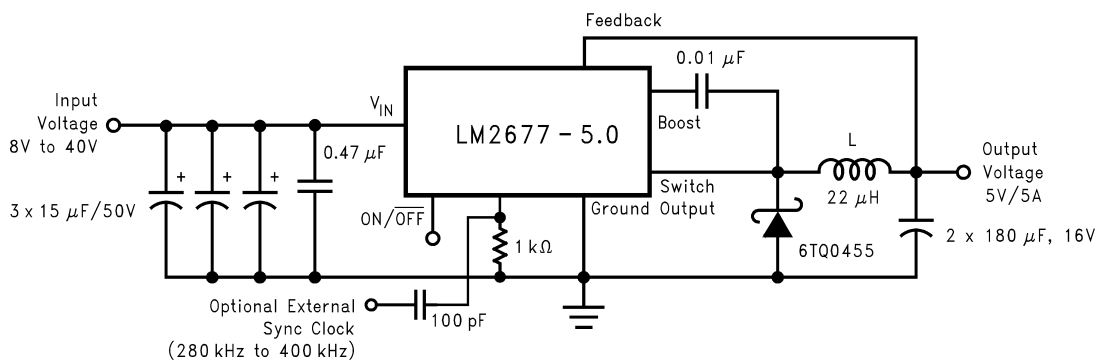 Feedback
0.01 μF
Input
Voltage
8V to 40V
V_IN
LM2677 - 5.0
Boost
L
Output
Voltage
5V/5A
0.47 μF
+
+
+
3 x 15 μF/50V
Switch
Output
22 μH
ON/O̅F̅F̅
Ground
1 kΩ
6TQ0455
2 x 180 μF, 16V
Optional External
Sync Clock
(280 kHz to 400 kHz)
100 pF